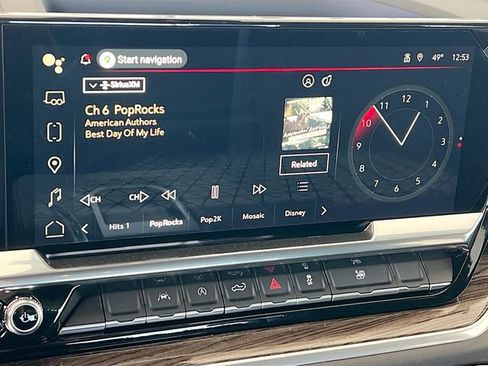 Start navigation
49° 12:53
SiriusXM
Ch 6 PopRocks
American Authors
Best Day Of My Life
Related
CH CH
Hits 1 PopRocks Pop2K Mosaic Disney
12
1
2
3
4
5
6
7
8
9
10
11